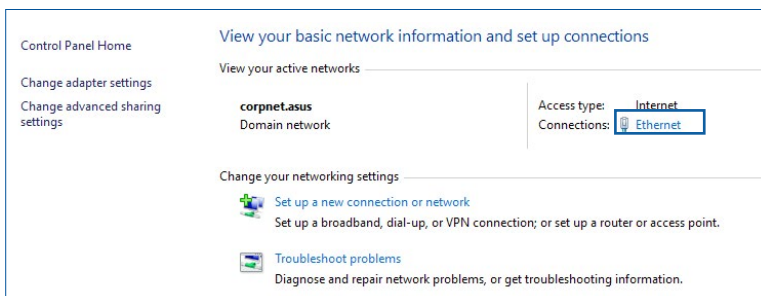 Control Panel Home
Change adapter settings
Change advanced sharing
settings
View your basic network information and set up connections
View your active networks
corpnet.asus
Domain network
Access type: Internet
Connections: Ethernet
Change your networking settings
Set up a new connection or network
Set up a broadband, dial-up, or VPN connection; or set up a router or access point.
Troubleshoot problems
Diagnose and repair network problems, or get troubleshooting information.